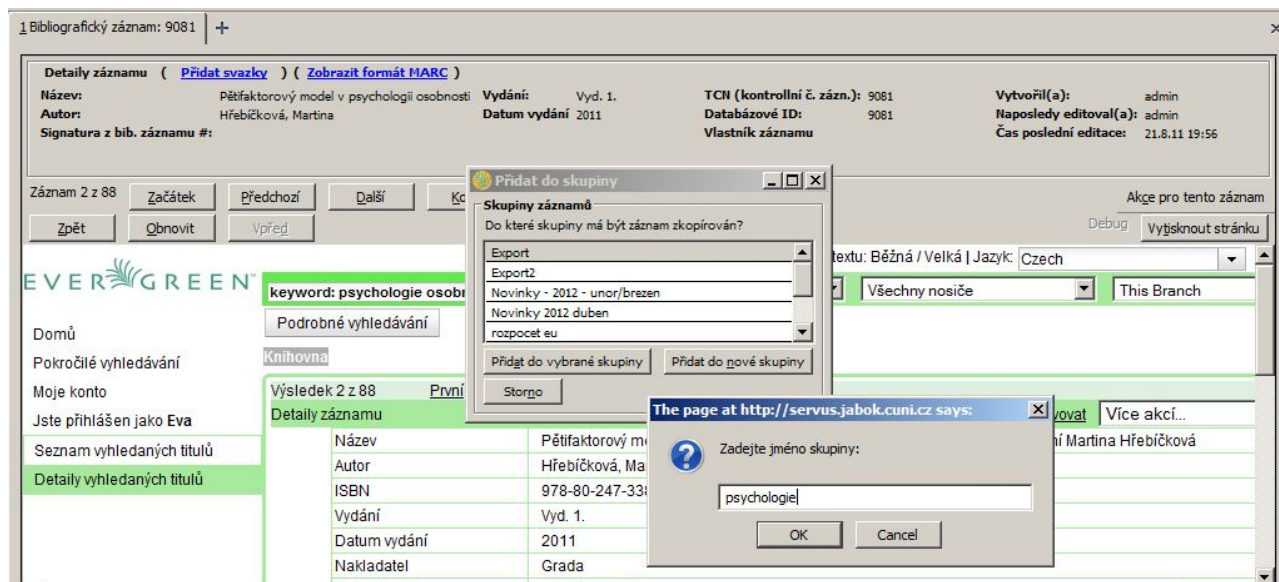 1 Bibliografický záznam: 9081
Detaily záznamu ( Přidat svazky ) ( Zobrazit formát MARC )
Název: Pětifaktorový model v psychologii osobnosti Vydání: Vyd. 1. TCN (kontrollní č. zázn.): 9081 Vytvořil(a): admin
Autor: Hřebíčková, Martina Datum vydání 2011 Databázové ID: 9081 Naposledy editoval(a): admin
Signatura z bib. záznamu #: Vlastník záznamu Čas poslední editace: 21.8.11 19:56
Přidat do skupiny
Záznam 2 z 88 Začátek Předchozí Další Akce pro tento záznam
Skupiny záznamů
Do které skupiny má být záznam zkopírován?
Zpět Obnovit Vpřed Debug Vytisknout stránku
Export
textu: Běžná / Velká | Jazyk: Czech
Export2
EVERGREEN
keyword: psychologie
Novinky - 2012 - unor/brezen
Všechny nosiče This Branch
Novinky 2012 duben
Podrobné vyhledávání
rozpocet eu
Domů
Knihovna
Přidat do vybrané skupiny Přidat do nové skupiny
Pokročilé vyhledávání
Moje konto
Výsledek 2 z 88 První
Storno
The page at http://servus.jabok.cuni.cz says:
Detaily záznamu
Více akcí...
Jste přihlášen jako Eva
Název
Martina Hřebíčková
Zadejte jméno skupiny:
Seznam vyhledaných titulů
Autor Hřebíčková,
Detaily vyhledaných titulů
ISBN
psychologie
Vydání Vyd. 1.
OK Cancel
Datum vydání 2011
Nakladatel Grada